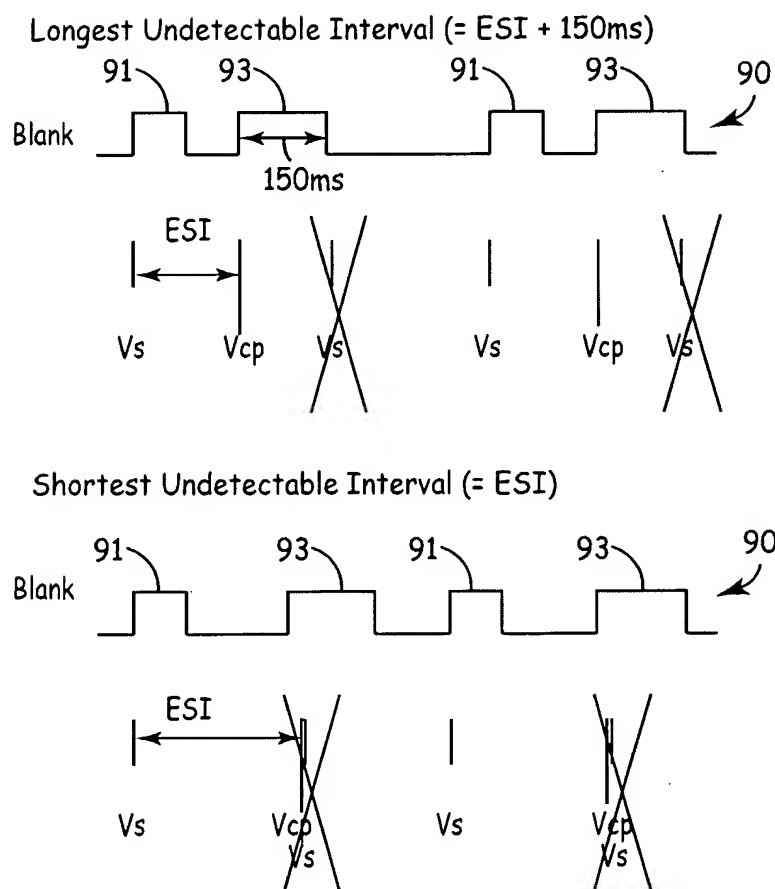 Longest Undetectable Interval (= ESI + 150ms)
91 93 91 93 90
Blank
150ms
ESI
Vs Vcp Vs Vs Vcp Vs
Shortest Undetectable Interval (= ESI)
91 93 91 93 90
Blank
ESI
Vs Vcp Vs Vcp
Vs Vs